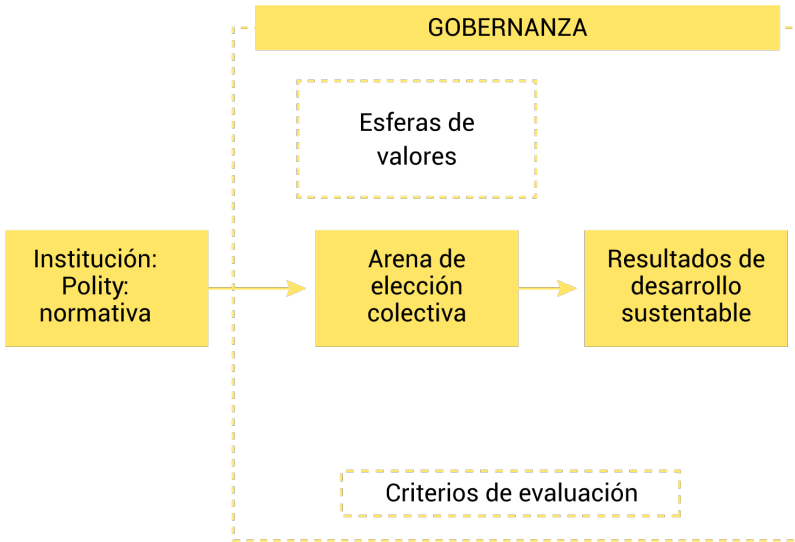 GOBERNANZA
Esferas de
valores
Institución:
Polity:
normativa
Arena de
elección
colectiva
Resultados de
desarrollo
sustentable
Criterios de evaluación